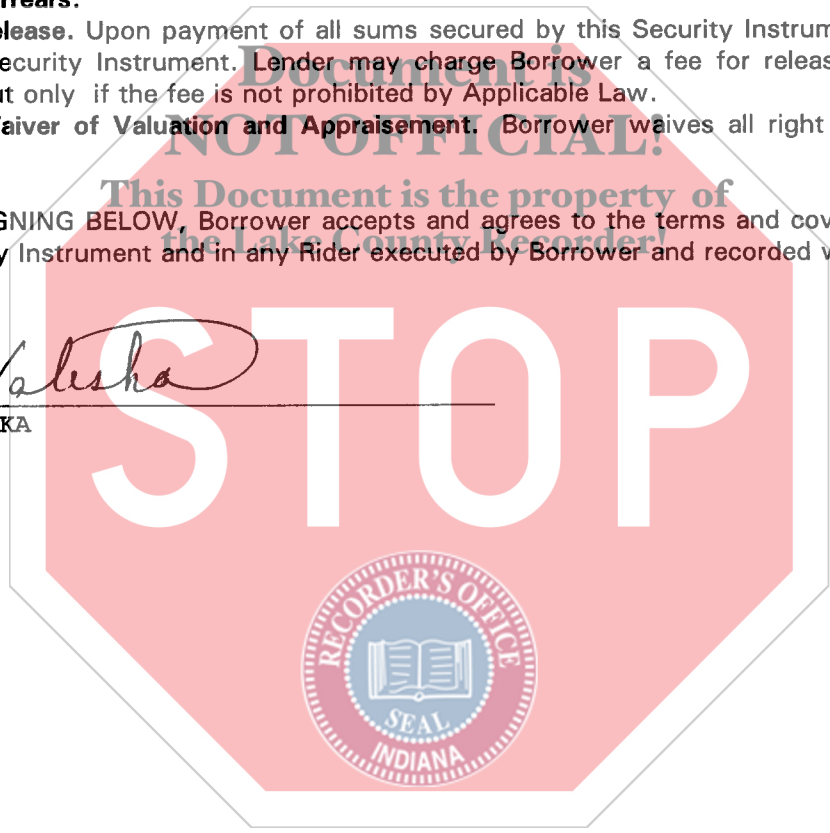 elease. Upon payment of all sums secured by this Security Instrum
ecurity Instrument. Lender may charge Borrower a fee for releas
ut only if the fee is not prohibited by Applicable Law.
aiver of Valuation and Appraisement. Borrower waives all right
GNING BELOW, Borrower accepts and agrees to the terms and cov
y Instrument and in any Rider executed by Borrower and recorded
Document is
NOT OFFICIAL!
This Document is the property of
the Lake County Recorder!
KA
STOP
RECORDER'S OFFICE
SEAL
INDIANA